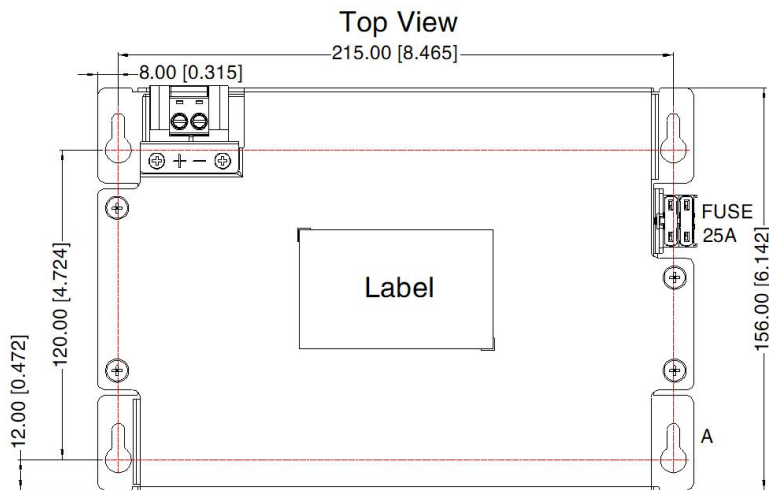 Top View
215.00 [8.465]
8.00 [0.315]
+ −
FUSE
25A
Label
120.00 [4.724]
156.00 [6.142]
12.00 [0.472]
A